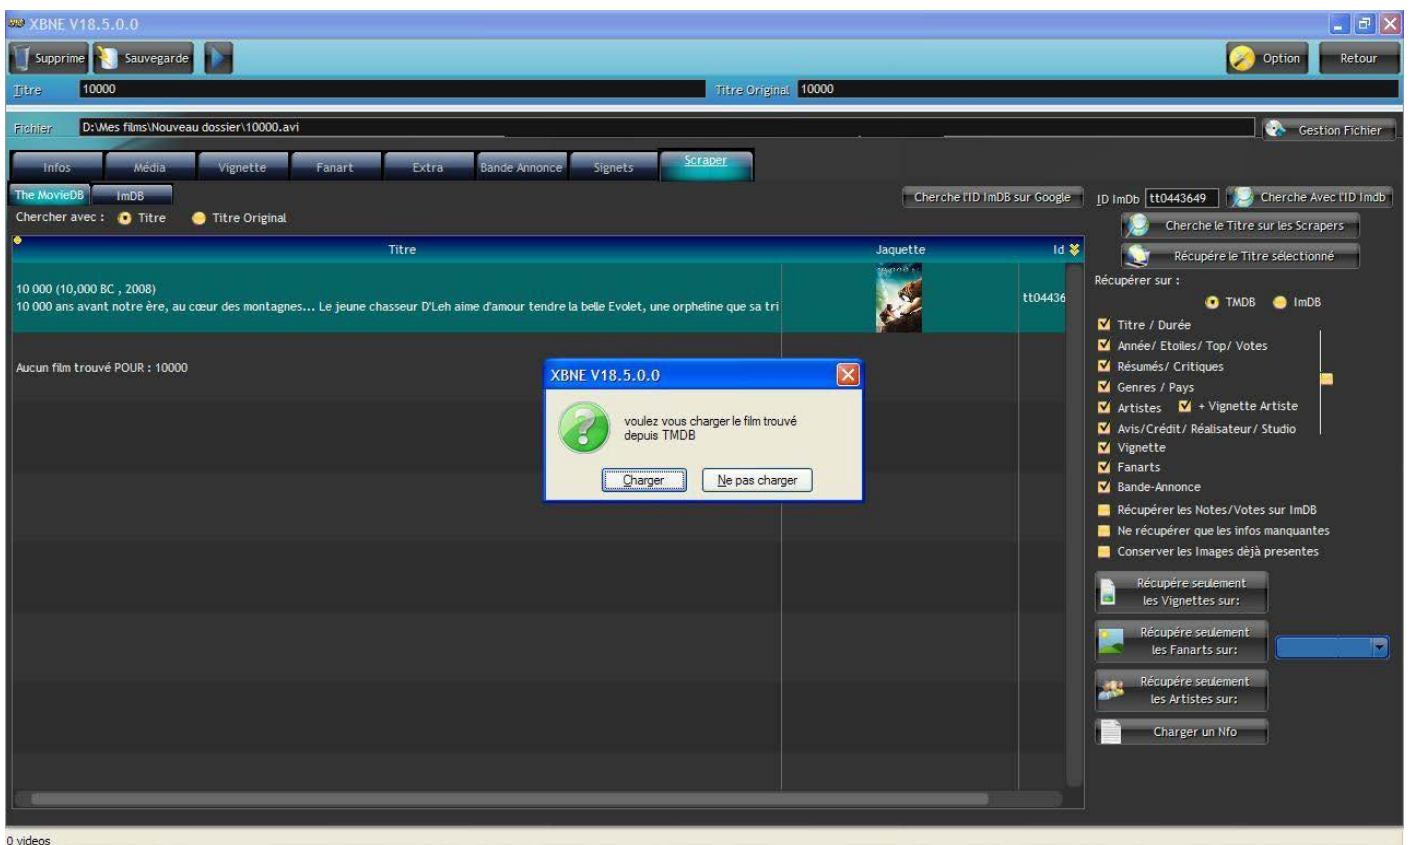 XBNE V18.5.0.0
Supprime Sauvegarde Option Retour
Titre 10000 Titre Original 10000
Fichier D:\Mes films\Nouveau dossier\10000.avi Gestion Fichier
Infos Média Vignette Fanart Extra Bande Annonce Signets Scraper
The MovieDB ImDB Cherche l'ID ImDB sur Google ID ImDb tt0443649 Cherche Avec l'ID Imdb
Chercher avec : Titre Titre Original
Cherche le Titre sur les Scrapers
Titre Jaquette Id
Récupére le Titre sélectionné
Récupérer sur :
TMDB ImDB
10 000 (10,000 BC , 2008)
10 000 ans avant notre ère, au cœur des montagnes... Le jeune chasseur D'Leh aime d'amour tendre la belle Evolet, une orpheline que sa tri
tt04436
Aucun film trouvé POUR : 10000
Titre / Durée
Année/ Etoiles/ Top/ Votes
Résumés/ Critiques
Genres / Pays
Artistes + Vignette Artiste
Avis/Crédit/ Réalisateur/ Studio
Vignette
Fanarts
Bande-Annonce
Récupérer les Notes/Votes sur ImDB
Ne récupérer que les infos manquantes
Conserver les Images dèjà presentes
XBNE V18.5.0.0
voulez vous charger le film trouvé
depuis TMDB
Charger Ne pas charger
Récupére seulement
les Vignettes sur:
Récupére seulement
les Fanarts sur:
Récupére seulement
les Artistes sur:
Charger un Nfo
0 videos